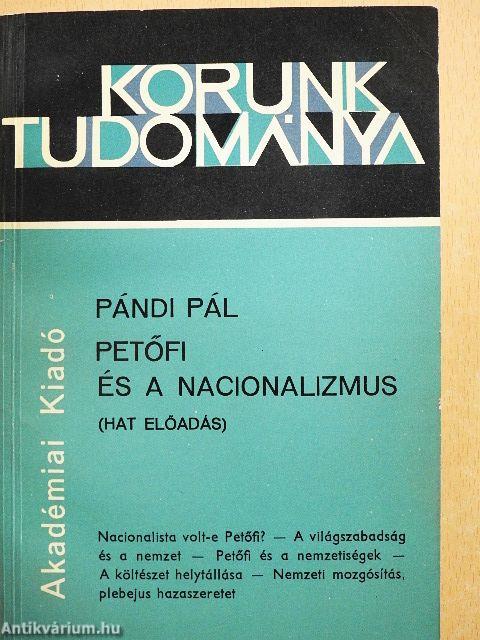 KORUNK
TUDOMÁNYA
PÁNDI PÁL
PETŐFI
ÉS A NACIONALIZMUS
(HAT ELŐADÁS)
Akadémiai Kiadó
Nacionalista volt-e Petőfi? — A világszabadság
és a nemzet — Petőfi és a nemzetiségek —
A költészet helytállása — Nemzeti mozgósítás,
plebejus hazaszeretet
Antikvárium.hu